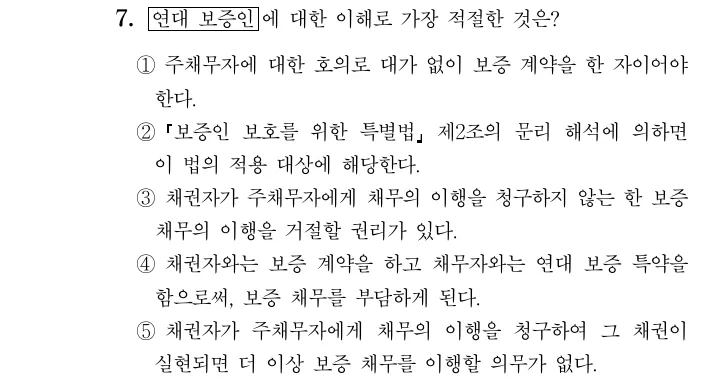 7. 연대 보증인에 대한 이해로 가장 적절한 것은?
① 주채무자에 대한 호의로 대가 없이 보증 계약을 한 자이어야
한다.
② 『보증인 보호를 위한 특별법』 제2조의 문리 해석에 의하면
이 법의 적용 대상에 해당한다.
③ 채권자가 주채무자에게 채무의 이행을 청구하지 않는 한 보증
채무의 이행을 거절할 권리가 있다.
④ 채권자와는 보증 계약을 하고 채무자와는 연대 보증 특약을
함으로써, 보증 채무를 부담하게 된다.
⑤ 채권자가 주채무자에게 채무의 이행을 청구하여 그 채권이
실현되면 더 이상 보증 채무를 이행할 의무가 없다.